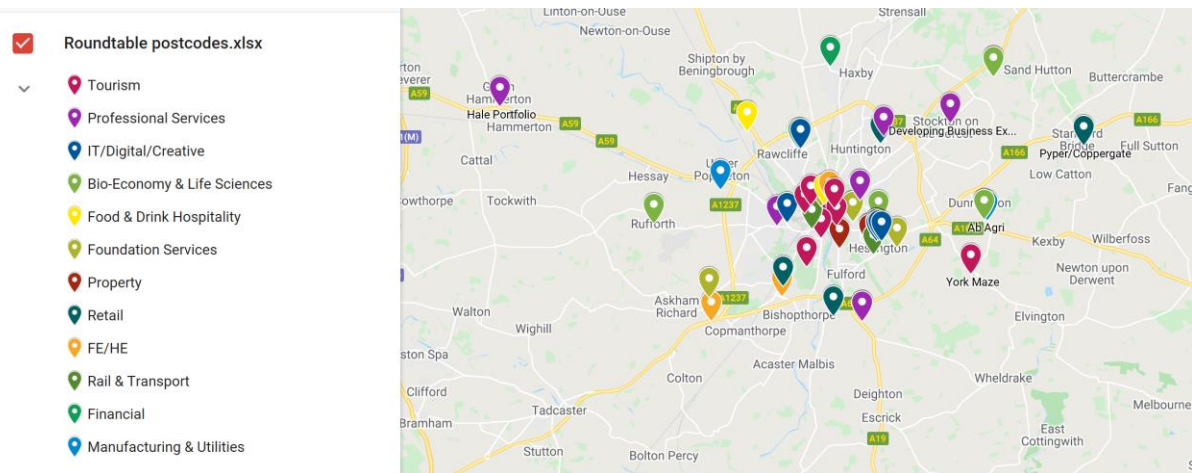 Roundtable postcodes.xlsx
Tourism
Professional Services
IT/Digital/Creative
Bio-Economy & Life Sciences
Food & Drink Hospitality
Foundation Services
Property
Retail
FE/HE
Rail & Transport
Financial
Manufacturing & Utilities
Linton-on-Ouse
Strensall
Newton-on-Ouse
Shipton by
Beningbrough
Haxby
Sand Hutton
Buttercrambe
A59
Hammerton
Hale Portfolio
Hammerton
A59
A59
Developing Business Ex...
Stockton on
A166
Rawcliffe
Huntington
A166
Full Sutton
Pyper/Coppergate
Cattal
Hessay
Low Catton
Tockwith
A1237
Rufforth
Ab Agri
Kexby
Wilberfoss
A64
Fulford
York Maze
Newton upon
Derwent
Askham
Richard
A1237
Bishopthorpe
Walton
Wighill
Copmanthorpe
Elvington
Acaster Malbis
Colton
Wheldrake
Clifford
Deighton
Tadcaster
Escrick
Melbourne
Bramham
A19
East
Cottingwith
Stutton
Bolton Percy